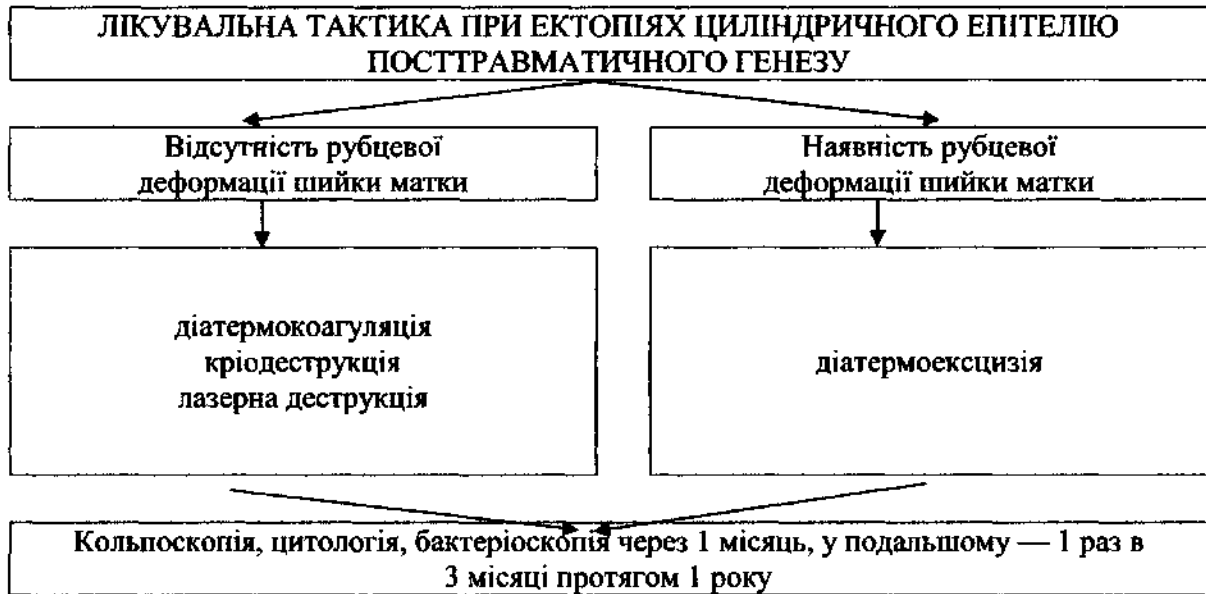 ЛІКУВАЛЬНА ТАКТИКА ПРИ ЕКТОПІЯХ ЦИЛІНДРИЧНОГО ЕПІТЕЛІЮ
ПОСТТРАВМАТИЧНОГО ГЕНЕЗУ
Відсутність рубцевої
деформації шийки матки
Наявність рубцевої
деформації шийки матки
діатермокоагуляція
кріодеструкція
лазерна деструкція
діатермоексцизія
Кольпоскопія, цитологія, бактеріоскопія через 1 місяць, у подальшому — 1 раз в
3 місяці протягом 1 року